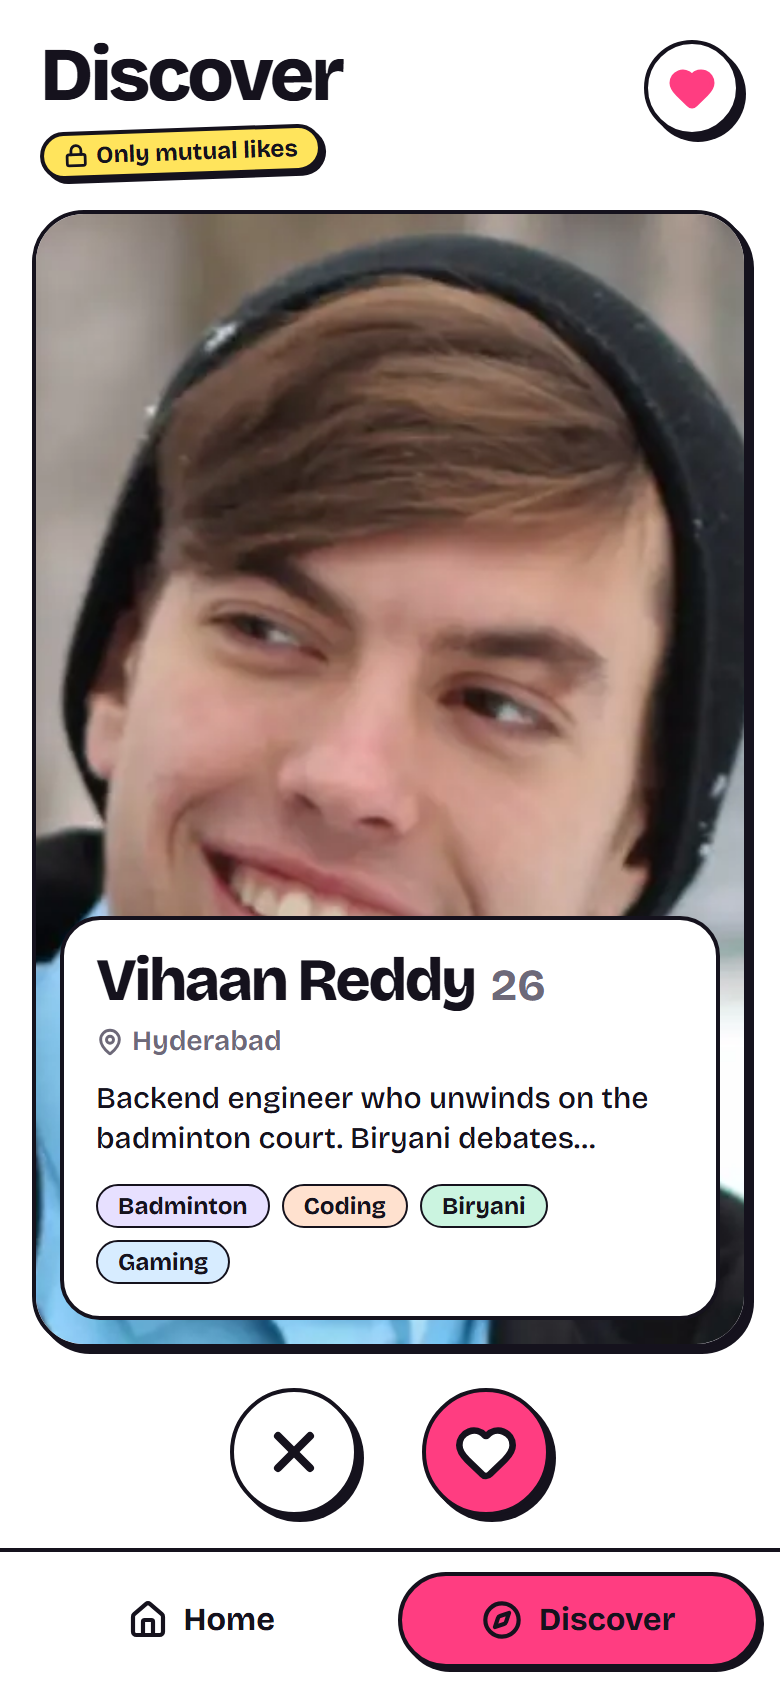 Discover
Only mutual likes
Vihaan Reddy 26
Hyderabad
Backend engineer who unwinds on the
badminton court. Biryani debates...
Badminton Coding Biryani
Gaming
Home Discover